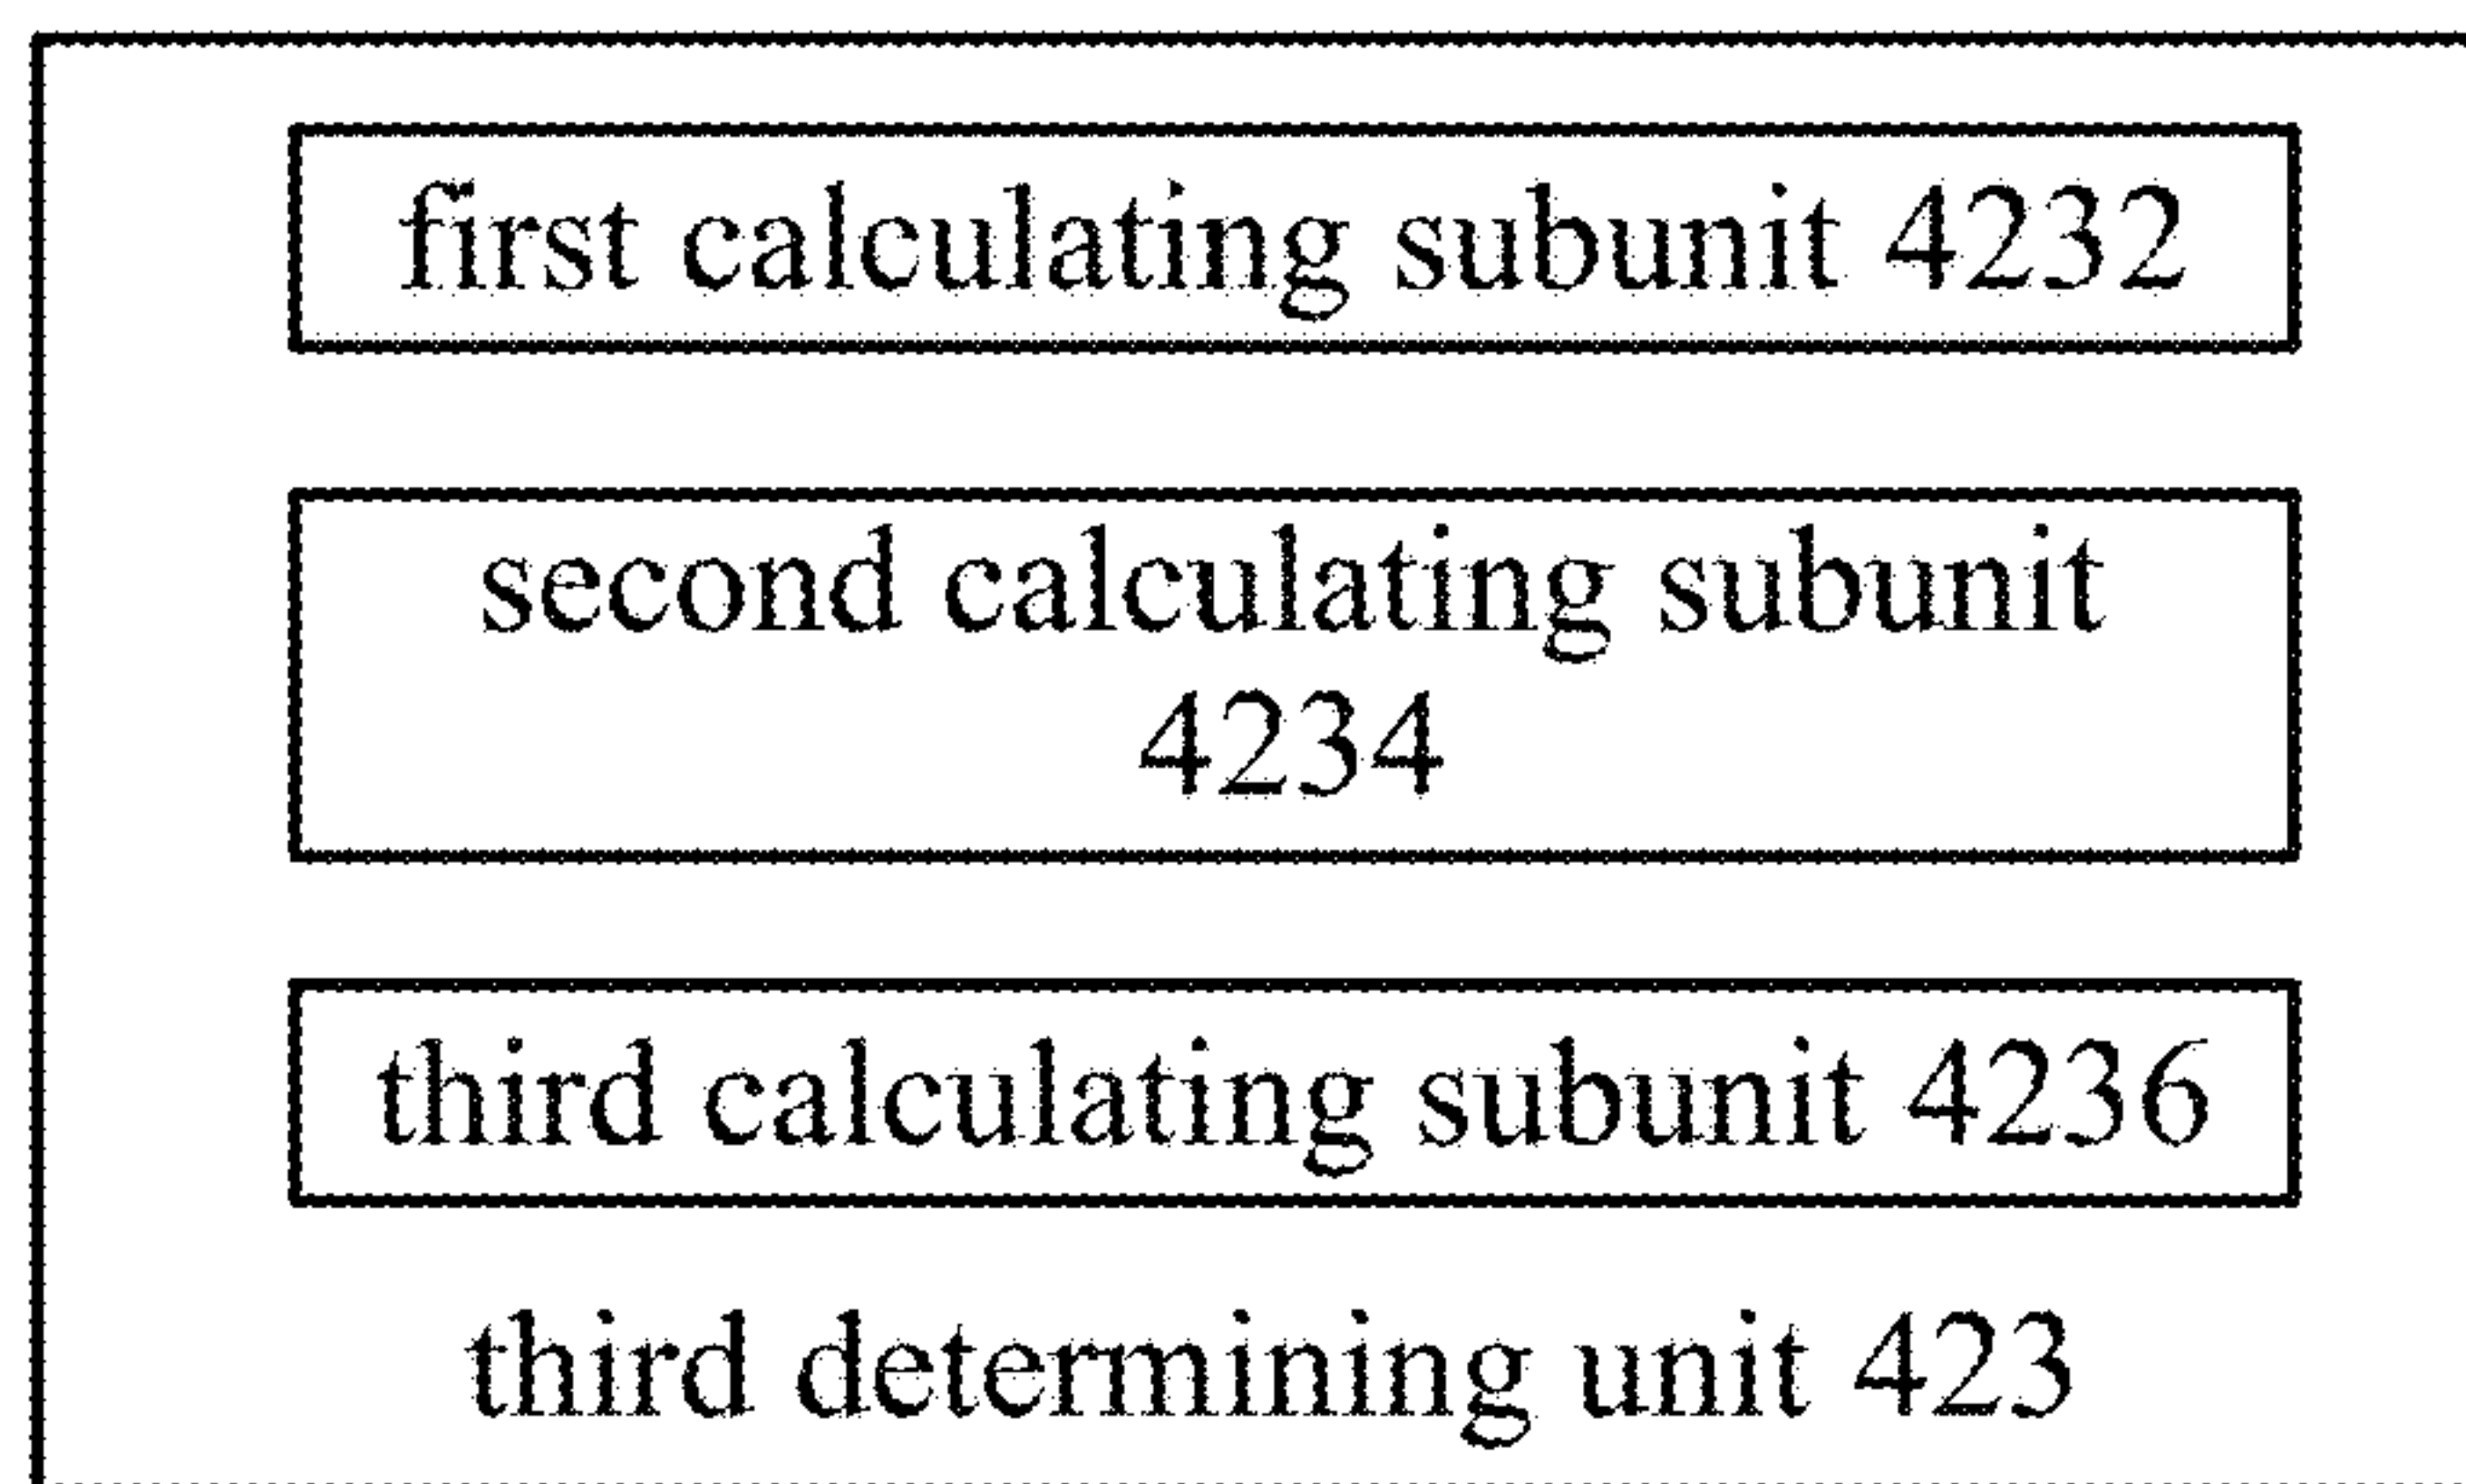 first calculating subunit 4232
second calculating subunit
4234
third calculating subunit 4236
third determining unit 423